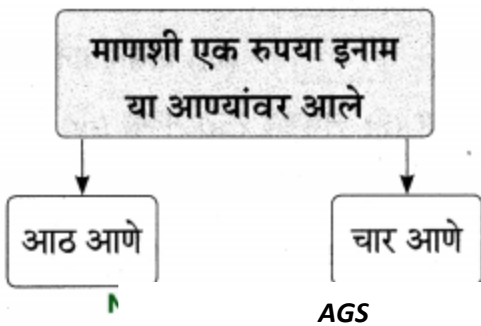 माणशी एक रुपया इनाम
या आण्यांवर आले
आठ आणे
चार आणे
AGS